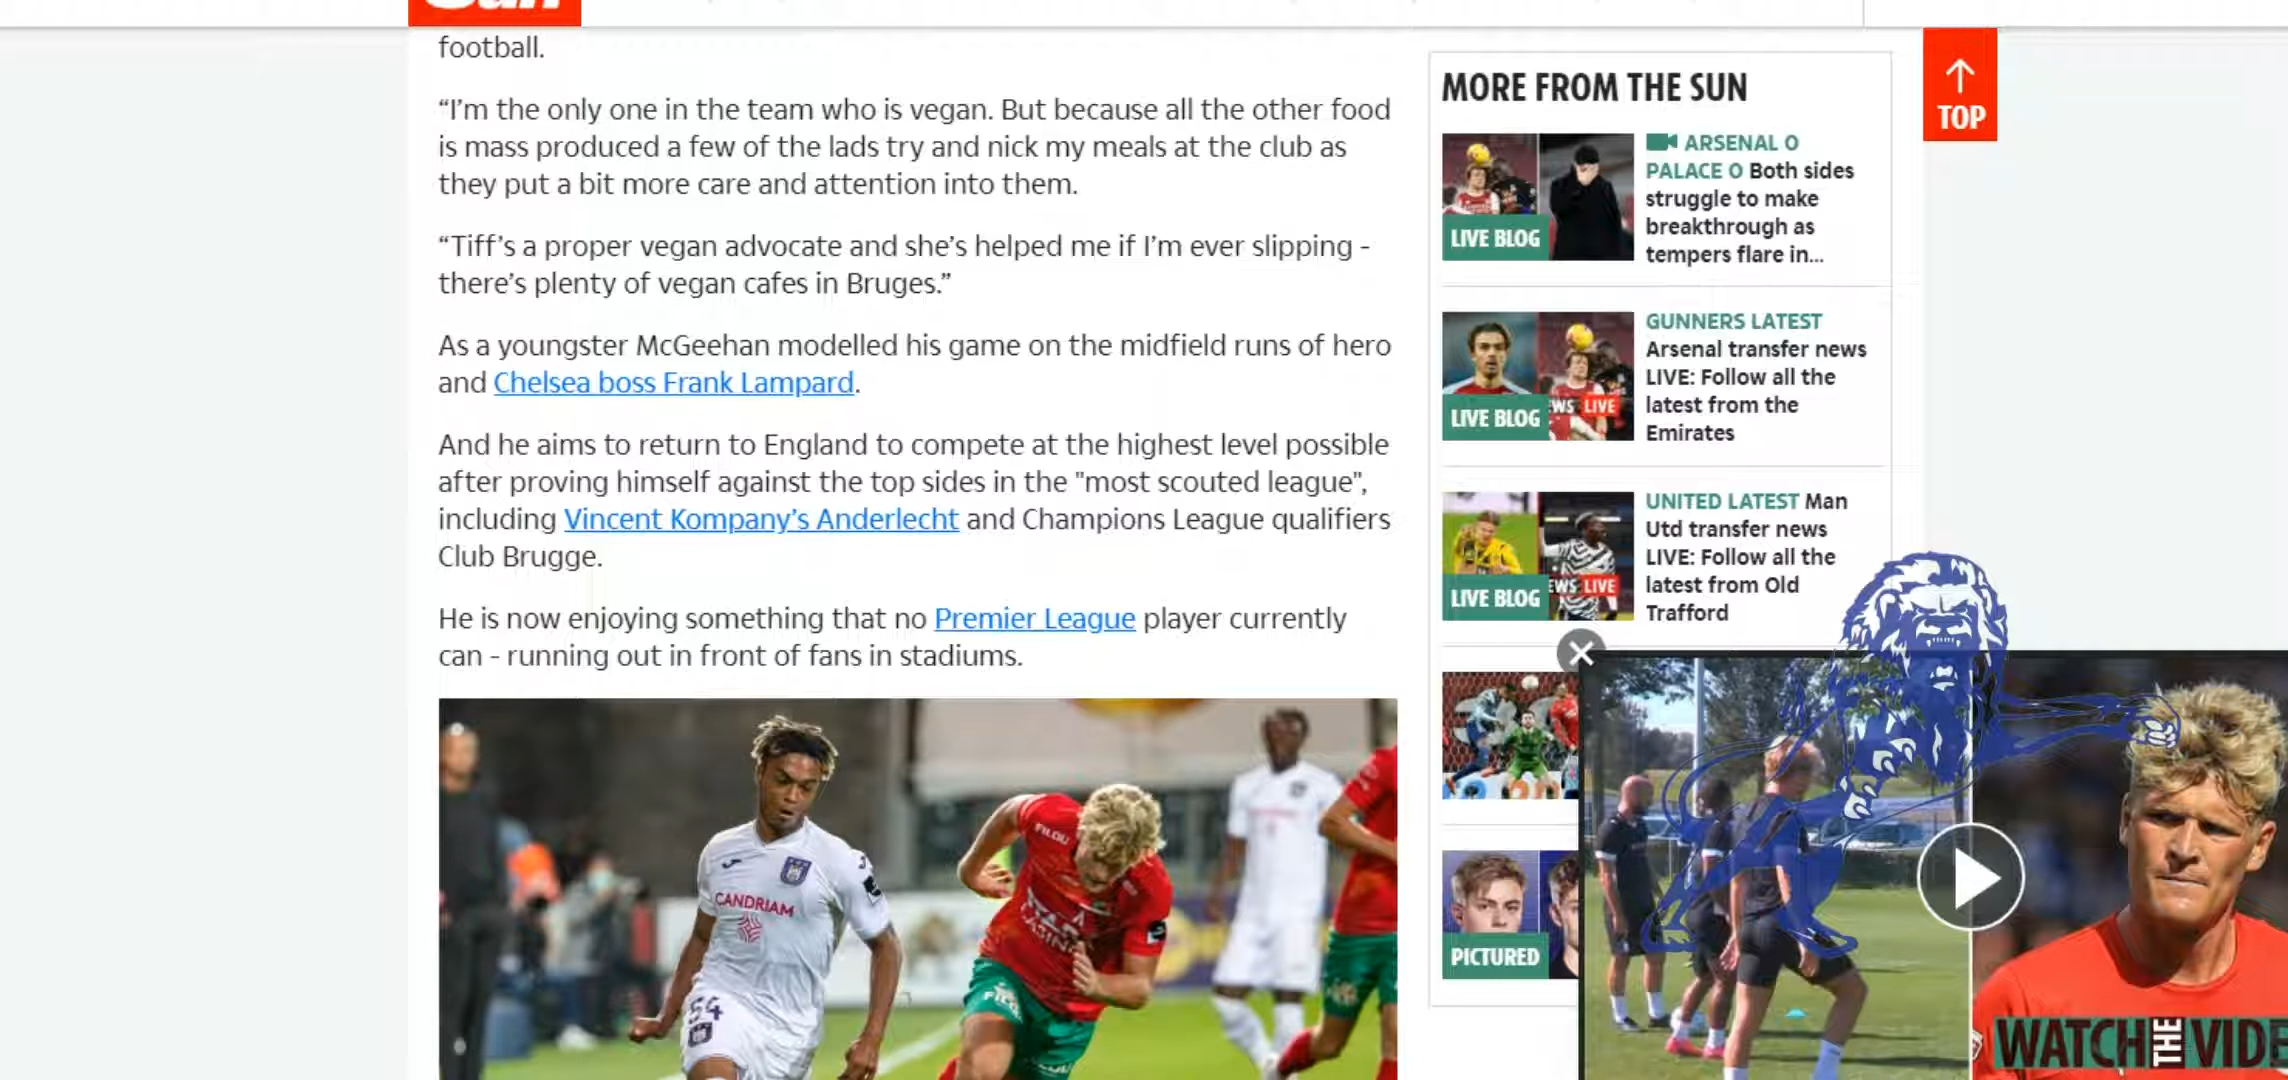 Sun
football.
“I’m the only one in the team who is vegan. But because all the other food
is mass produced a few of the lads try and nick my meals at the club as
they put a bit more care and attention into them.
“Tiff’s a proper vegan advocate and she’s helped me if I’m ever slipping -
there’s plenty of vegan cafes in Bruges.”
As a youngster McGeehan modelled his game on the midfield runs of hero
and Chelsea boss Frank Lampard.
And he aims to return to England to compete at the highest level possible
after proving himself against the top sides in the "most scouted league",
including Vincent Kompany’s Anderlecht and Champions League qualifiers
Club Brugge.
He is now enjoying something that no Premier League player currently
can - running out in front of fans in stadiums.
CANDRIAM
54
FILOU
MORE FROM THE SUN
TOP
LIVE BLOG
ARSENAL 0
PALACE 0 Both sides
struggle to make
breakthrough as
tempers flare in...
LIVE BLOG
EWS LIVE
GUNNERS LATEST
Arsenal transfer news
LIVE: Follow all the
latest from the
Emirates
LIVE BLOG
EWS LIVE
UNITED LATEST Man
Utd transfer news
LIVE: Follow all the
latest from Old
Trafford
PICTURED
WATCH THE VIDE